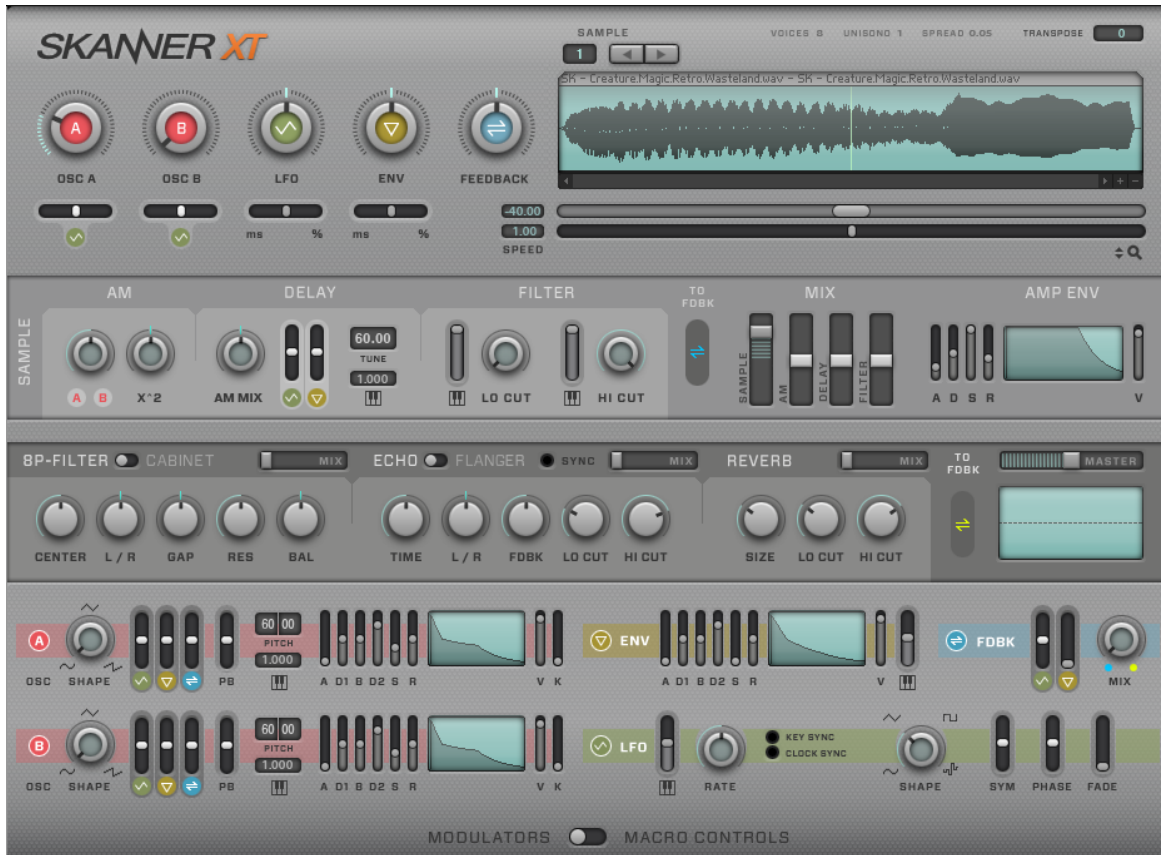 SKANNER XT
SAMPLE
VOICES 8 UNISONO 1 SPREAD 0.05 TRANSPOSE 0
1
SK - Creature.Magic.Retro.Wasteland.wav - SK - Creature.Magic.Retro.Wasteland.wav
A B
OSC A OSC B LFO ENV FEEDBACK
ms % ms %
-40.00
1.00
SPEED
SAMPLE
AM DELAY FILTER TO FDBK MIX AMP ENV
A B X^2 AM MIX
60.00
TUNE
1.000
LO CUT HI CUT
SAMPLE AM DELAY FILTER
A D S R V
8P-FILTER CABINET MIX ECHO FLANGER SYNC MIX REVERB MIX TO FDBK MASTER
CENTER L / R GAP RES BAL TIME L / R FDBK LO CUT HI CUT SIZE LO CUT HI CUT
A
OSC SHAPE PB
60 00
PITCH
1.000
A D1 B D2 S R V K
ENV
A D1 B D2 S R V
FDBK
MIX
B
OSC SHAPE PB
60 00
PITCH
1.000
A D1 B D2 S R V K
LFO
RATE
KEY SYNC
CLOCK SYNC
SHAPE SYM PHASE FADE
MODULATORS MACRO CONTROLS